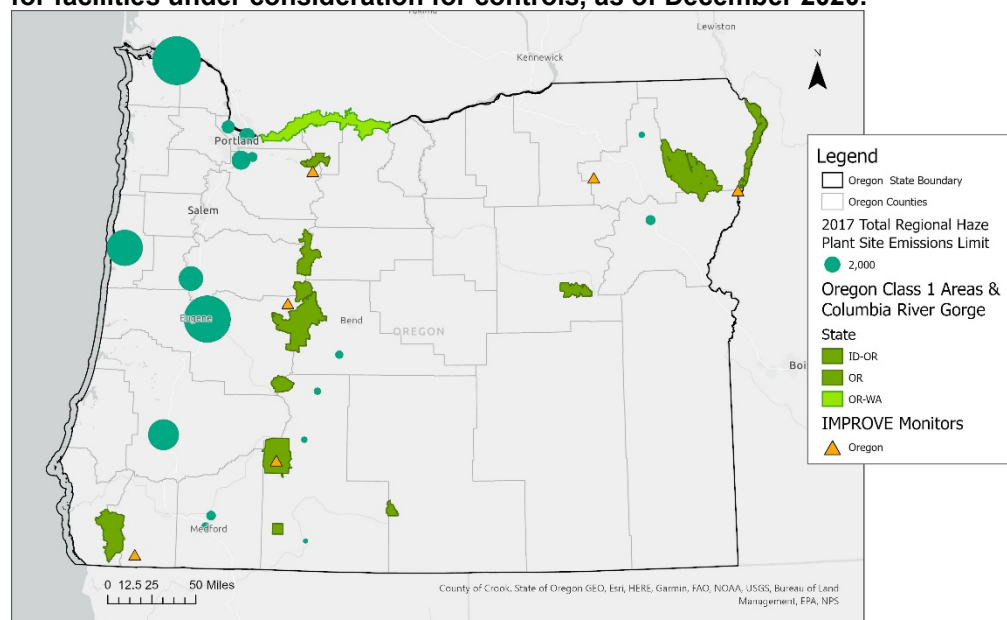 for facilities under consideration for controls, as of December 2020.
Lewiston
Kennewick
N
Portland
Salem
Eugene
Bend
OREGON
Boi
Medford
0 12.5 25 50 Miles
County of Crook, State of Oregon GEO, Esri, HERE, Garmin, FAO, NOAA, USGS, Bureau of Land
Management, EPA, NPS
Legend
Oregon State Boundary
Oregon Counties
2017 Total Regional Haze
Plant Site Emissions Limit
2,000
Oregon Class 1 Areas &
Columbia River Gorge
State
ID-OR
OR
OR-WA
IMPROVE Monitors
Oregon